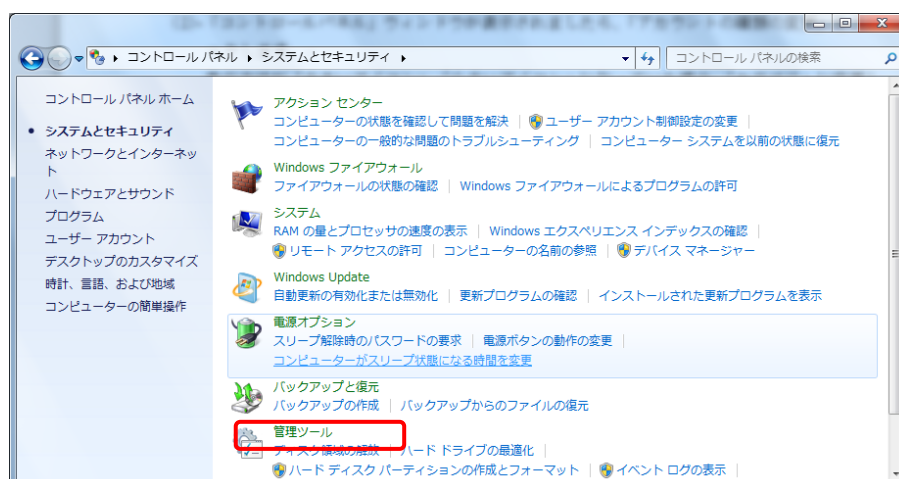 コントロール パネル ▸ システムとセキュリティ ▸
コントロール パネルの検索
コントロール パネル ホーム
システムとセキュリティ
ネットワークとインターネッ
ト
ハードウェアとサウンド
プログラム
ユーザー アカウント
デスクトップのカスタマイズ
時計、言語、および地域
コンピューターの簡単操作
アクション センター
コンピューターの状態を確認して問題を解決 | ユーザー アカウント制御設定の変更 |
コンピューターの一般的な問題のトラブルシューティング | コンピューター システムを以前の状態に復元
Windows ファイアウォール
ファイアウォールの状態の確認 | Windows ファイアウォールによるプログラムの許可
システム
RAM の量とプロセッサの速度の表示 | Windows エクスペリエンス インデックスの確認 |
リモート アクセスの許可 | コンピューターの名前の参照 | デバイス マネージャー
Windows Update
自動更新の有効化または無効化 | 更新プログラムの確認 | インストールされた更新プログラムを表示
電源オプション
スリープ解除時のパスワードの要求 | 電源ボタンの動作の変更 |
コンピューターがスリープ状態になる時間を変更
バックアップと復元
バックアップの作成 | バックアップからのファイルの復元
管理ツール
ディスク領域の解放 | ハード ドライブの最適化 |
ハード ディスク パーティションの作成とフォーマット | イベント ログの表示 |